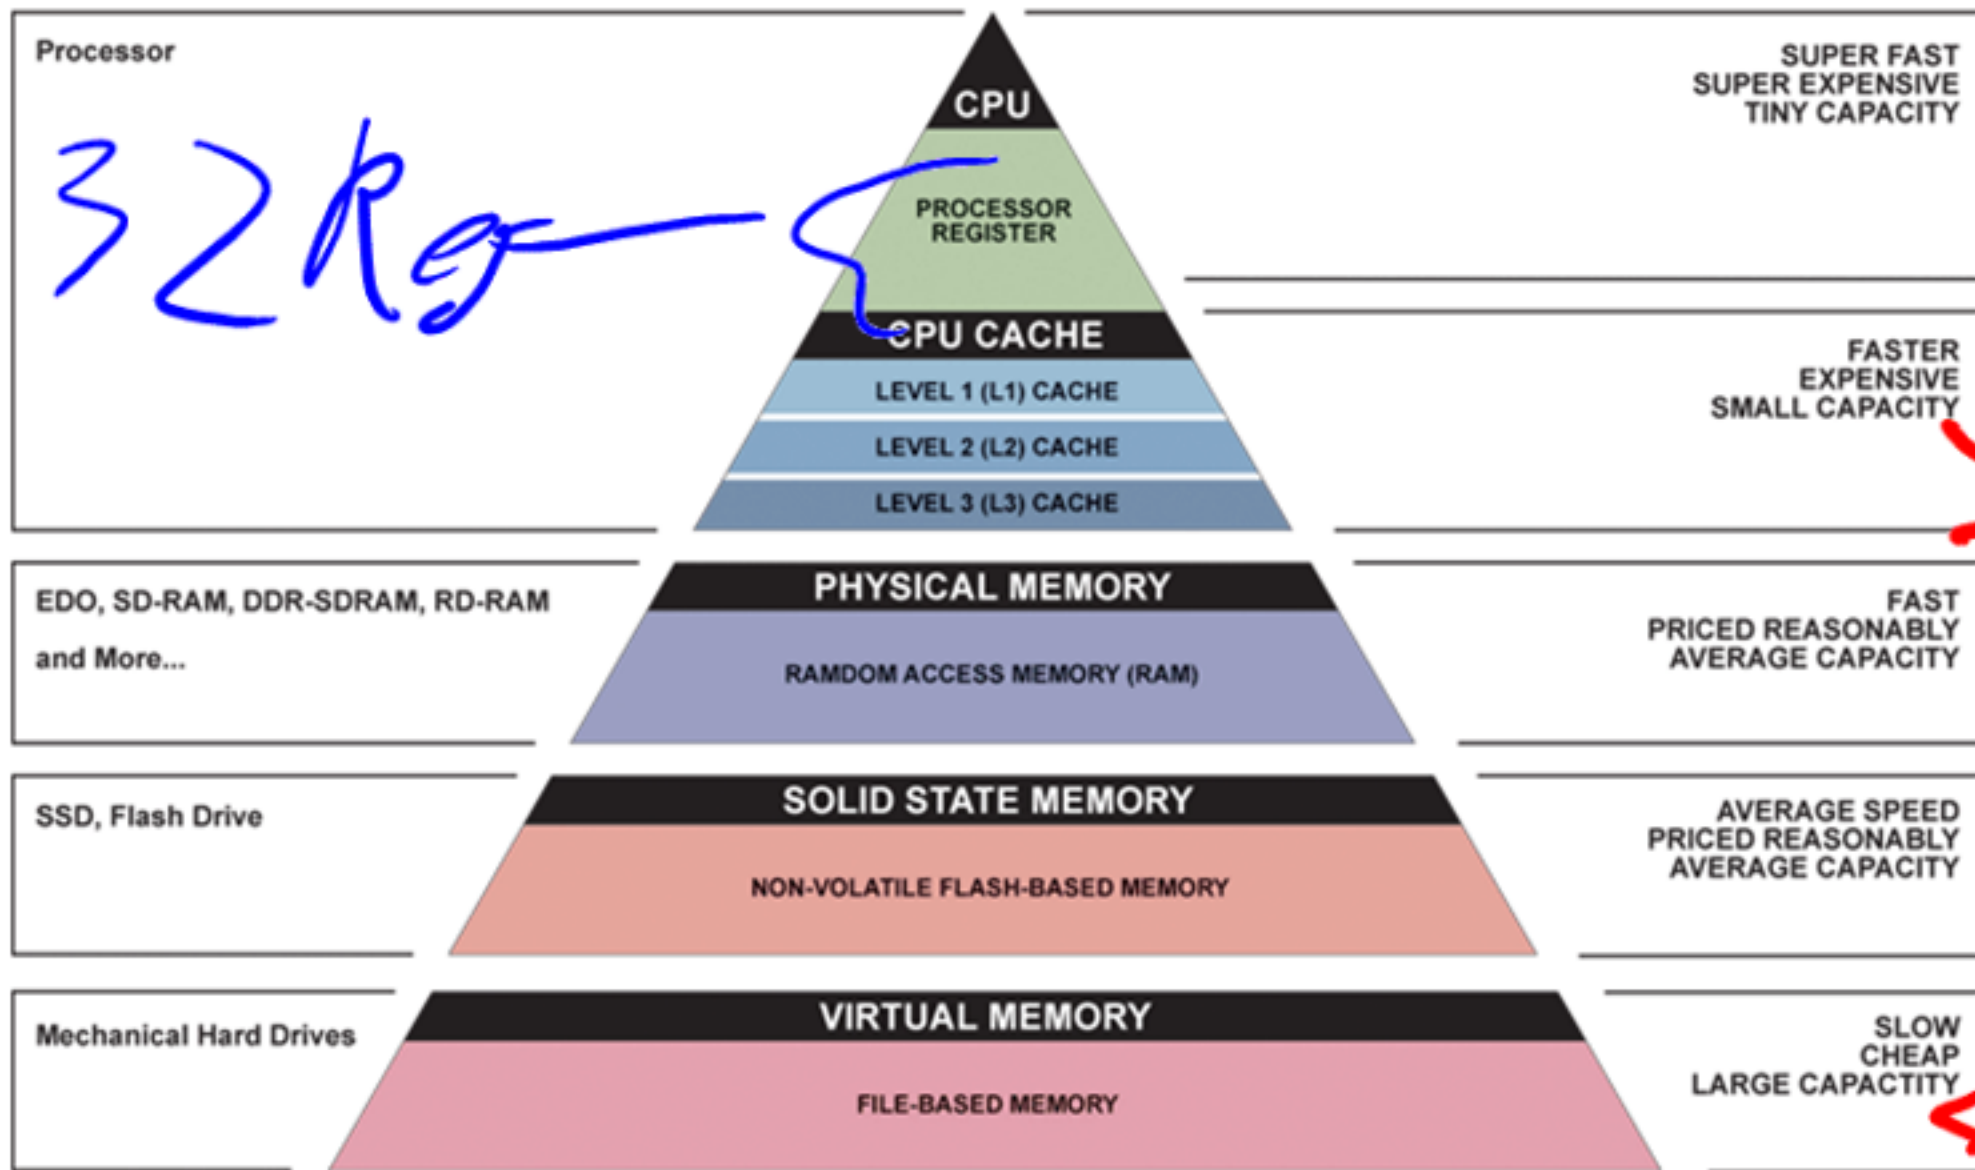 Processor
SUPER FAST
SUPER EXPENSIVE
TINY CAPACITY
CPU
32 Reg
PROCESSOR
REGISTER
CPU CACHE
LEVEL 1 (L1) CACHE
LEVEL 2 (L2) CACHE
LEVEL 3 (L3) CACHE
FASTER
EXPENSIVE
SMALL CAPACITY
EDO, SD-RAM, DDR-SDRAM, RD-RAM
and More...
PHYSICAL MEMORY
RAMDOM ACCESS MEMORY (RAM)
FAST
PRICED REASONABLY
AVERAGE CAPACITY
SSD, Flash Drive
SOLID STATE MEMORY
NON-VOLATILE FLASH-BASED MEMORY
AVERAGE SPEED
PRICED REASONABLY
AVERAGE CAPACITY
Mechanical Hard Drives
VIRTUAL MEMORY
FILE-BASED MEMORY
SLOW
CHEAP
LARGE CAPACTITY